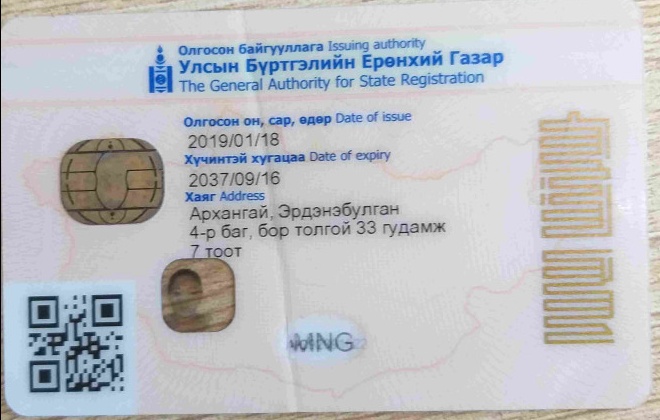 Олгосон байгууллага Issuing authority
Улсын Бүртгэлийн Ерөнхий Газар
The General Authority for State Registration
Олгосон он, сар, өдөр Date of issue
2019/01/18
Хүчинтэй хугацаа Date of expiry
2037/09/16
Хаяг Address
Архангай, Эрдэнэбулган
4-р баг, бор толгой 33 гудамж
7 тоот
MNG